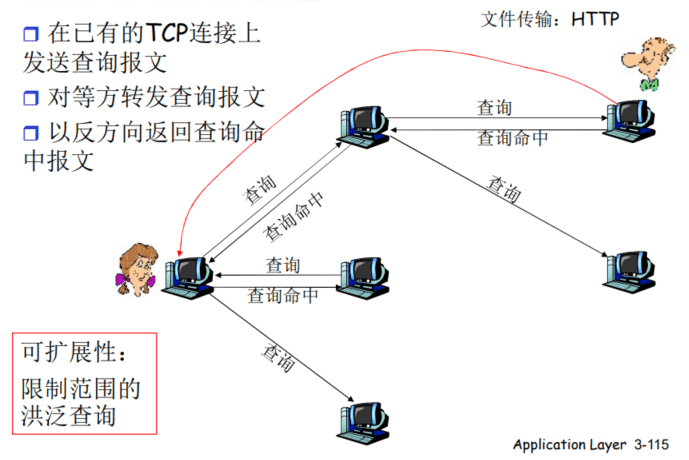 在已有的TCP连接上
发送查询报文
对等方转发查询报文
以反方向返回查询命
中报文
文件传输：HTTP
查询
查询命中
查询
查询命中
查询
查询
查询命中
查询
可扩展性：
限制范围的
洪泛查询
Application Layer 3-115